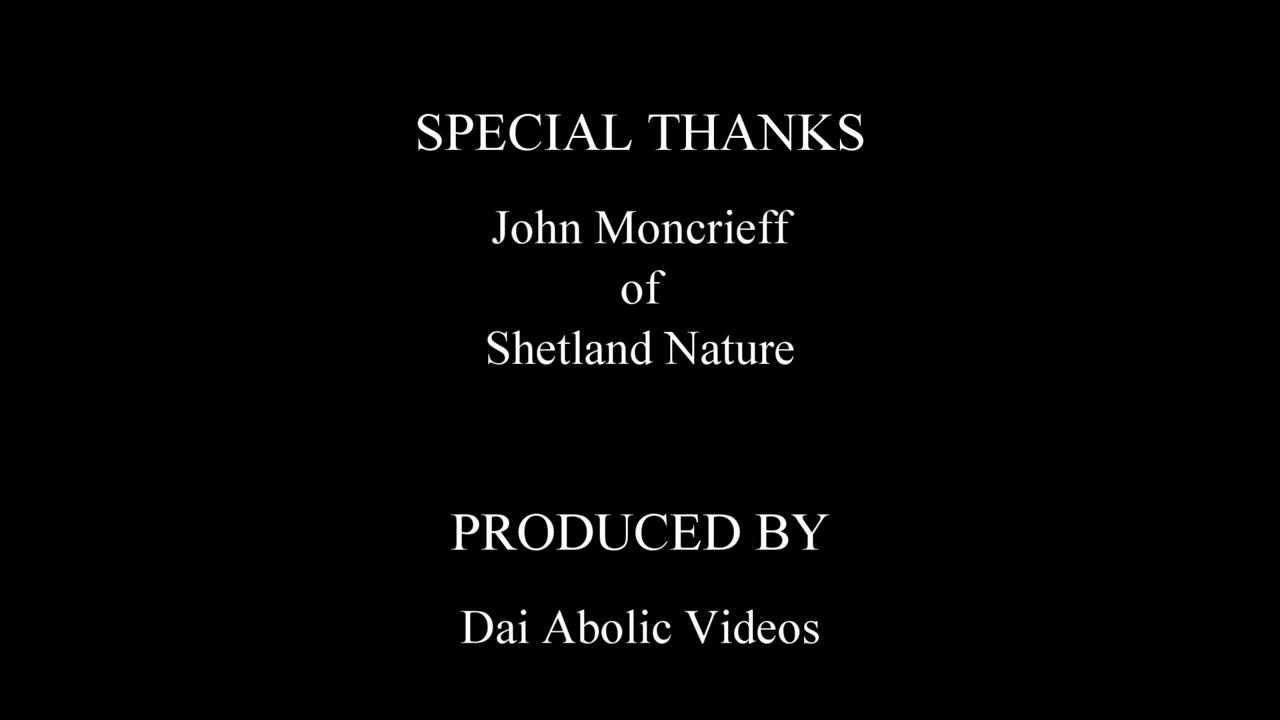 SPECIAL THANKS
John Moncrieff
of
Shetland Nature
PRODUCED BY
Dai Abolic Videos